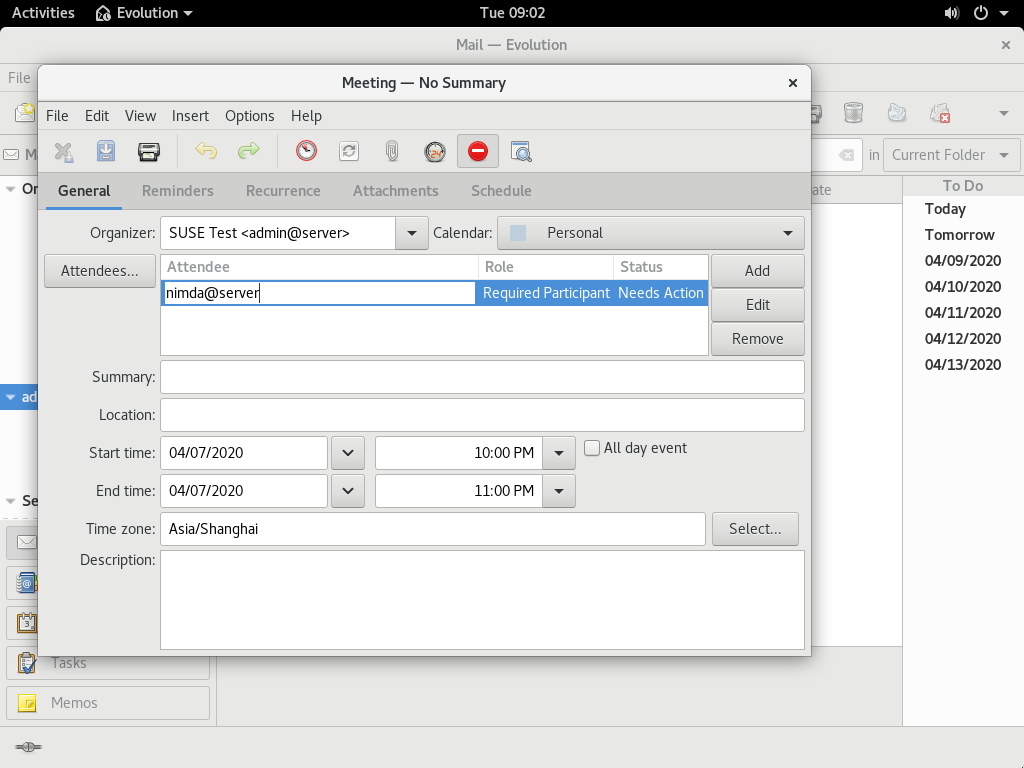 Activities Evolution Tue 09:02
Mail — Evolution
File
Meeting — No Summary
File Edit View Insert Options Help
in Current Folder
General Reminders Recurrence Attachments Schedule
To Do
Organizer: SUSE Test <admin@server> Calendar: Personal
Today
Tomorrow
04/09/2020
04/10/2020
04/11/2020
04/12/2020
04/13/2020
Attendees... Attendee Role Status Add
nimda@server Required Participant Needs Action
Edit
Remove
Summary:
Location:
Start time: 04/07/2020 10:00 PM All day event
End time: 04/07/2020 11:00 PM
Time zone: Asia/Shanghai Select...
Description:
Tasks
Memos